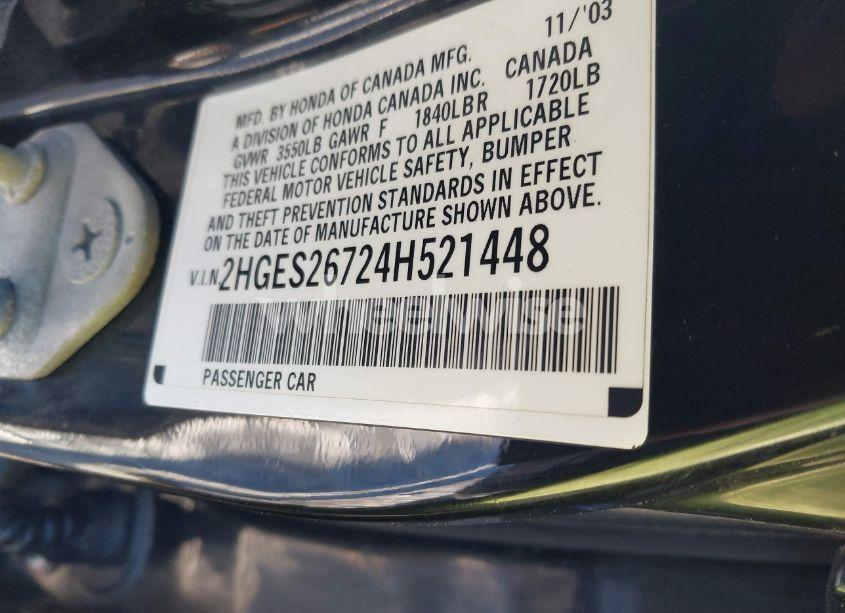 11/'03
MFD. BY HONDA OF CANADA MFG.
A DIVISION OF HONDA CANADA INC. CANADA
GVWR 3550LB GAWR F 1840LBR 1720LB
THIS VEHICLE CONFORMS TO ALL APPLICABLE
FEDERAL MOTOR VEHICLE SAFETY, BUMPER
AND THEFT PREVENTION STANDARDS IN EFFECT
ON THE DATE OF MANUFACTURE SHOWN ABOVE.
V.I.N. 2HGES26724H521448
wheelwise
PASSENGER CAR